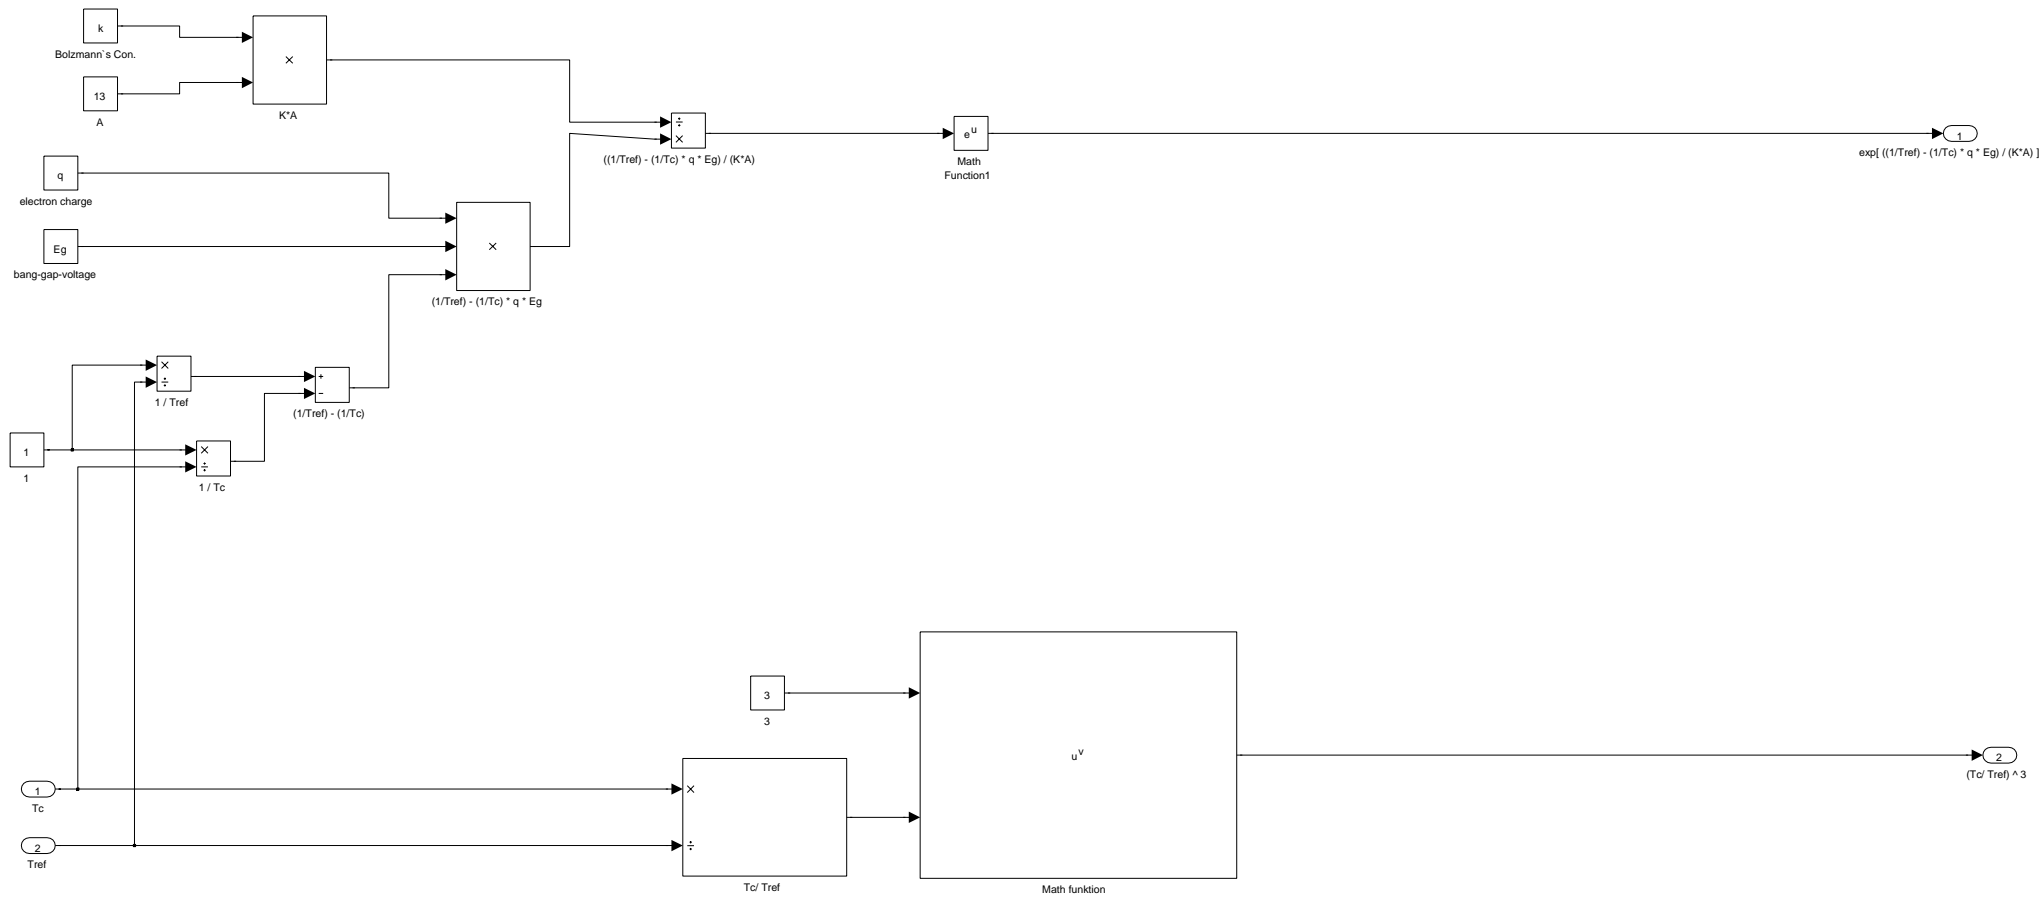 k
Bolzmann`s Con.
×
K*A
13
A
÷
×
((1/Tref) - (1/Tc) * q * Eg) / (K*A)
e^u
Math
Function1
1
exp[ ((1/Tref) - (1/Tc) * q * Eg) / (K*A) ]
q
electron charge
Eg
bang-gap-voltage
×
(1/Tref) - (1/Tc) * q * Eg
×
÷
1 / Tref
+
-
(1/Tref) - (1/Tc)
1
1
×
÷
1 / Tc
3
3
u^v
Math funktion
2
(Tc/ Tref) ^ 3
1
Tc
2
Tref
×
÷
Tc/ Tref